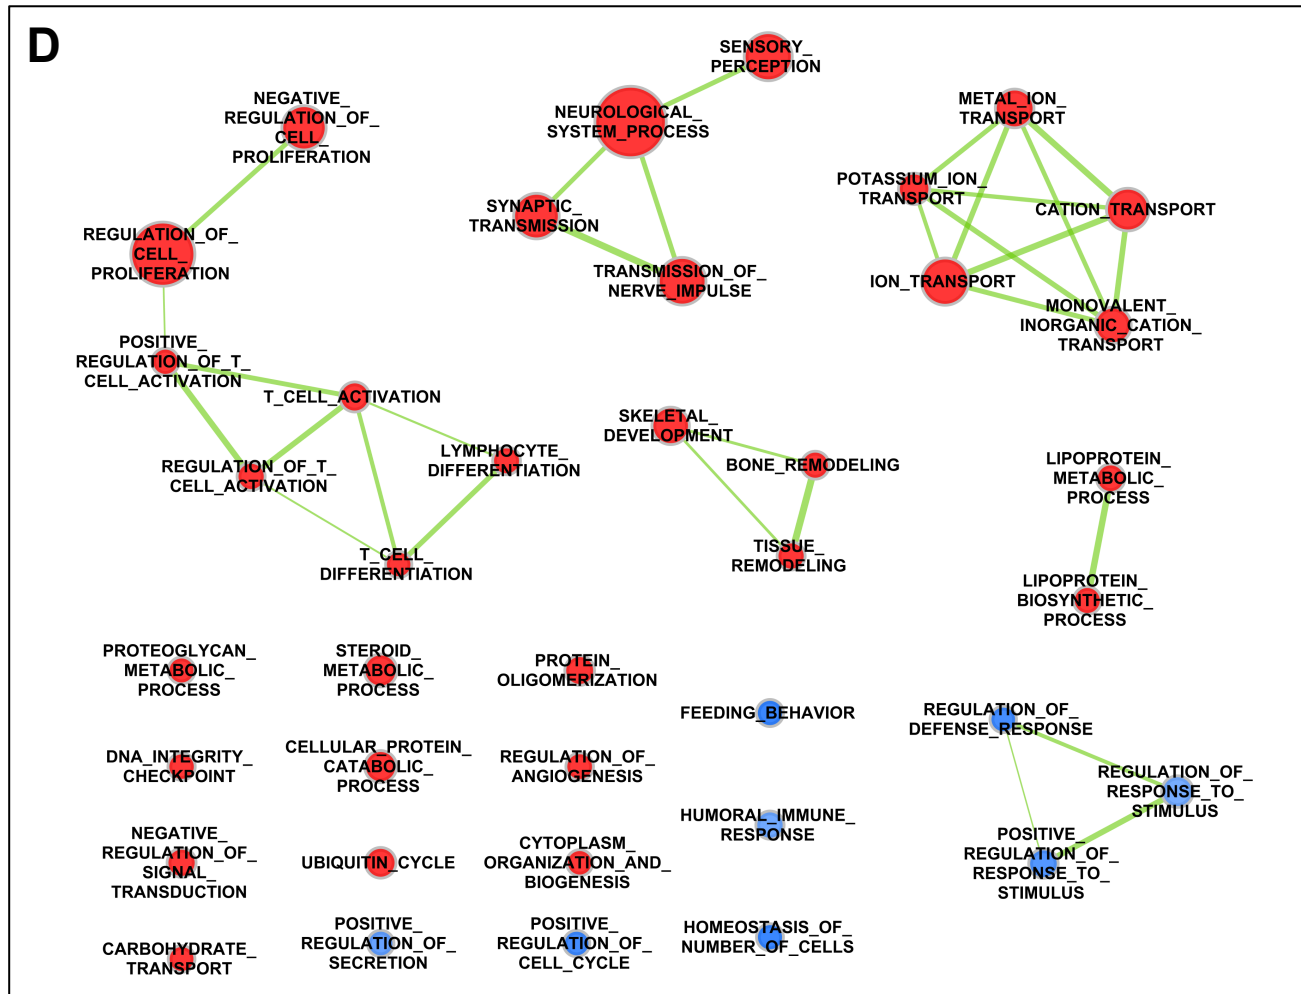 D
SENSORY_
PERCEPTION
NEGATIVE_
REGULATION_OF_
CELL_
PROLIFERATION
NEUROLOGICAL_
SYSTEM_PROCESS
METAL_ION_
TRANSPORT
POTASSIUM_ION_
TRANSPORT
CATION_TRANSPORT
SYNAPTIC_
TRANSMISSION
REGULATION_OF_
CELL_
PROLIFERATION
TRANSMISSION_OF_
NERVE_IMPULSE
ION_TRANSPORT
MONOVALENT_
INORGANIC_CATION_
TRANSPORT
POSITIVE_
REGULATION_OF_T_
CELL_ACTIVATION
T_CELL_ACTIVATION
SKELETAL_
DEVELOPMENT
LYMPHOCYTE_
DIFFERENTIATION
BONE_REMODELING
REGULATION_OF_T_
CELL_ACTIVATION
LIPOPROTEIN_
METABOLIC_
PROCESS
T_CELL_
DIFFERENTIATION
TISSUE_
REMODELING
LIPOPROTEIN_
BIOSYNTHETIC_
PROCESS
PROTEOGLYCAN_
METABOLIC_
PROCESS
STEROID_
METABOLIC_
PROCESS
PROTEIN_
OLIGOMERIZATION
FEEDING_BEHAVIOR
REGULATION_OF_
DEFENSE_RESPONSE
DNA_INTEGRITY_
CHECKPOINT
CELLULAR_PROTEIN_
CATABOLIC_
PROCESS
REGULATION_OF_
ANGIOGENESIS
REGULATION_OF_
RESPONSE_TO_
STIMULUS
HUMORAL_IMMUNE_
RESPONSE
NEGATIVE_
REGULATION_OF_
SIGNAL_
TRANSDUCTION
UBIQUITIN_CYCLE
CYTOPLASM_
ORGANIZATION_AND_
BIOGENESIS
POSITIVE_
REGULATION_OF_
RESPONSE_TO_
STIMULUS
CARBOHYDRATE_
TRANSPORT
POSITIVE_
REGULATION_OF_
SECRETION
POSITIVE_
REGULATION_OF_
CELL_CYCLE
HOMEOSTASIS_OF_
NUMBER_OF_CELLS